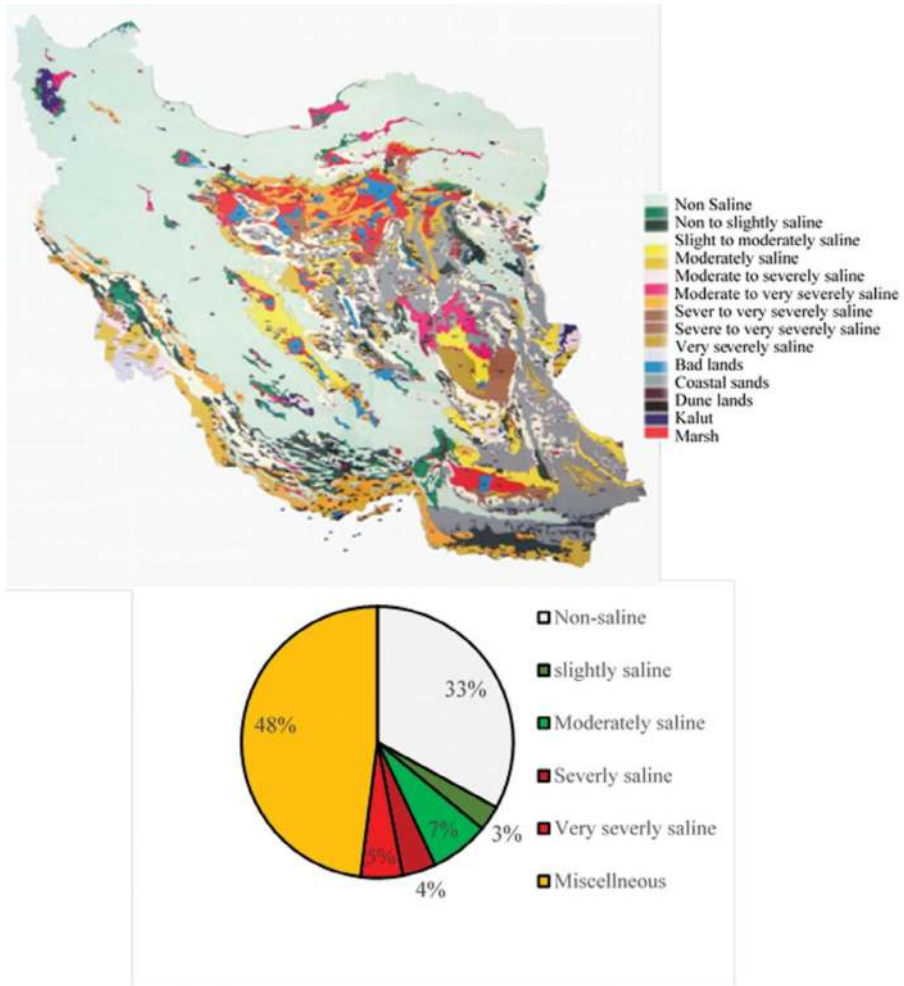 Non Saline
Non to slightly saline
Slight to moderately saline
Moderately saline
Moderate to severely saline
Moderate to very severely saline
Sever to very severely saline
Severe to very severely saline
Very severely saline
Bad lands
Coastal sands
Dune lands
Kalut
Marsh
Non-saline
33%
slightly saline
48%
Moderately saline
Severly saline
7%
3%
Very severly saline
5%
4%
Miscellneous